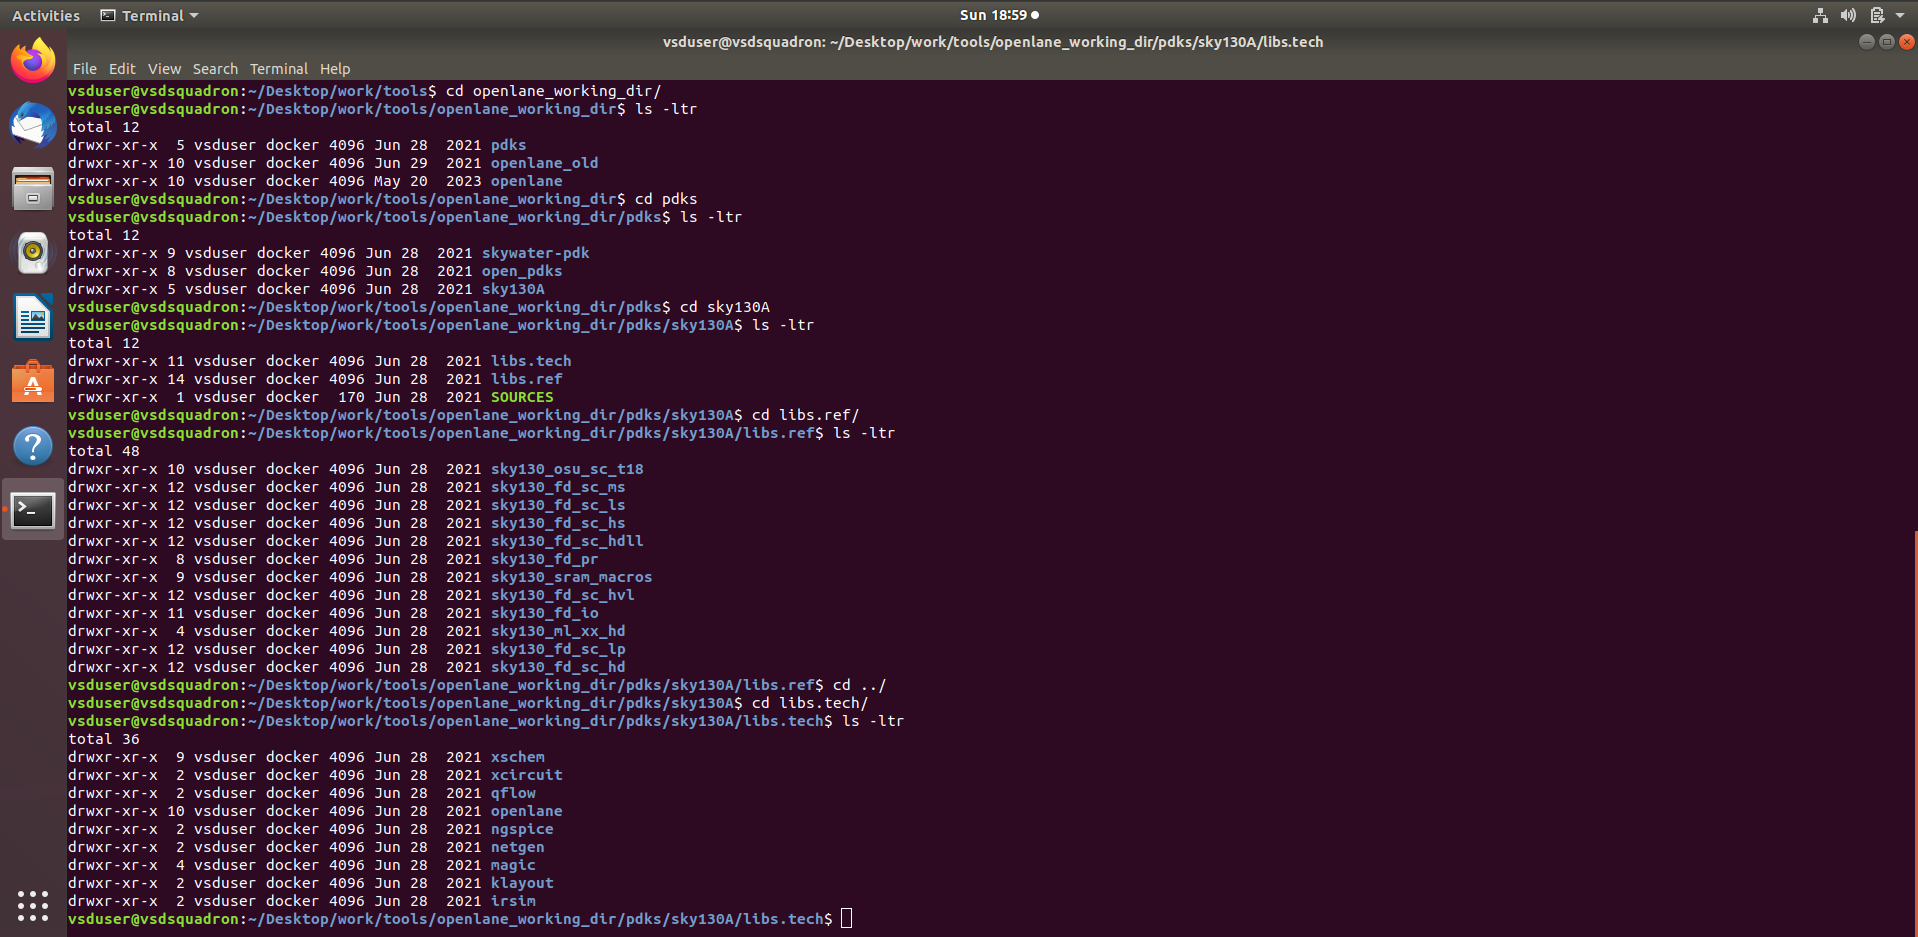 Activities Terminal Sun 18:59
vsduser@vsdsquadron: ~/Desktop/work/tools/openlane_working_dir/pdks/sky130A/libs.tech
File Edit View Search Terminal Help
vsduser@vsdsquadron:~/Desktop/work/tools$ cd openlane_working_dir/
vsduser@vsdsquadron:~/Desktop/work/tools/openlane_working_dir$ ls -ltr
total 12
drwxr-xr-x  5 vsduser docker 4096 Jun 28  2021 pdks
drwxr-xr-x 10 vsduser docker 4096 Jun 29  2021 openlane_old
drwxr-xr-x 10 vsduser docker 4096 May 20  2023 openlane
vsduser@vsdsquadron:~/Desktop/work/tools/openlane_working_dir$ cd pdks
vsduser@vsdsquadron:~/Desktop/work/tools/openlane_working_dir/pdks$ ls -ltr
total 12
drwxr-xr-x 9 vsduser docker 4096 Jun 28  2021 skywater-pdk
drwxr-xr-x 8 vsduser docker 4096 Jun 28  2021 open_pdks
drwxr-xr-x 5 vsduser docker 4096 Jun 28  2021 sky130A
vsduser@vsdsquadron:~/Desktop/work/tools/openlane_working_dir/pdks$ cd sky130A
vsduser@vsdsquadron:~/Desktop/work/tools/openlane_working_dir/pdks/sky130A$ ls -ltr
total 12
drwxr-xr-x 11 vsduser docker 4096 Jun 28  2021 libs.tech
drwxr-xr-x 14 vsduser docker 4096 Jun 28  2021 libs.ref
-rwxr-xr-x  1 vsduser docker  170 Jun 28  2021 SOURCES
vsduser@vsdsquadron:~/Desktop/work/tools/openlane_working_dir/pdks/sky130A$ cd libs.ref/
vsduser@vsdsquadron:~/Desktop/work/tools/openlane_working_dir/pdks/sky130A/libs.ref$ ls -ltr
total 48
drwxr-xr-x 10 vsduser docker 4096 Jun 28  2021 sky130_osu_sc_t18
drwxr-xr-x 12 vsduser docker 4096 Jun 28  2021 sky130_fd_sc_ms
drwxr-xr-x 12 vsduser docker 4096 Jun 28  2021 sky130_fd_sc_ls
drwxr-xr-x 12 vsduser docker 4096 Jun 28  2021 sky130_fd_sc_hs
drwxr-xr-x 12 vsduser docker 4096 Jun 28  2021 sky130_fd_sc_hdll
drwxr-xr-x  8 vsduser docker 4096 Jun 28  2021 sky130_fd_pr
drwxr-xr-x  9 vsduser docker 4096 Jun 28  2021 sky130_sram_macros
drwxr-xr-x 12 vsduser docker 4096 Jun 28  2021 sky130_fd_sc_hvl
drwxr-xr-x 11 vsduser docker 4096 Jun 28  2021 sky130_fd_io
drwxr-xr-x  4 vsduser docker 4096 Jun 28  2021 sky130_ml_xx_hd
drwxr-xr-x 12 vsduser docker 4096 Jun 28  2021 sky130_fd_sc_lp
drwxr-xr-x 12 vsduser docker 4096 Jun 28  2021 sky130_fd_sc_hd
vsduser@vsdsquadron:~/Desktop/work/tools/openlane_working_dir/pdks/sky130A/libs.ref$ cd ../
vsduser@vsdsquadron:~/Desktop/work/tools/openlane_working_dir/pdks/sky130A$ cd libs.tech/
vsduser@vsdsquadron:~/Desktop/work/tools/openlane_working_dir/pdks/sky130A/libs.tech$ ls -ltr
total 36
drwxr-xr-x  9 vsduser docker 4096 Jun 28  2021 xschem
drwxr-xr-x  2 vsduser docker 4096 Jun 28  2021 xcircuit
drwxr-xr-x  2 vsduser docker 4096 Jun 28  2021 qflow
drwxr-xr-x 10 vsduser docker 4096 Jun 28  2021 openlane
drwxr-xr-x  2 vsduser docker 4096 Jun 28  2021 ngspice
drwxr-xr-x  2 vsduser docker 4096 Jun 28  2021 netgen
drwxr-xr-x  4 vsduser docker 4096 Jun 28  2021 magic
drwxr-xr-x  2 vsduser docker 4096 Jun 28  2021 klayout
drwxr-xr-x  2 vsduser docker 4096 Jun 28  2021 irsim
vsduser@vsdsquadron:~/Desktop/work/tools/openlane_working_dir/pdks/sky130A/libs.tech$